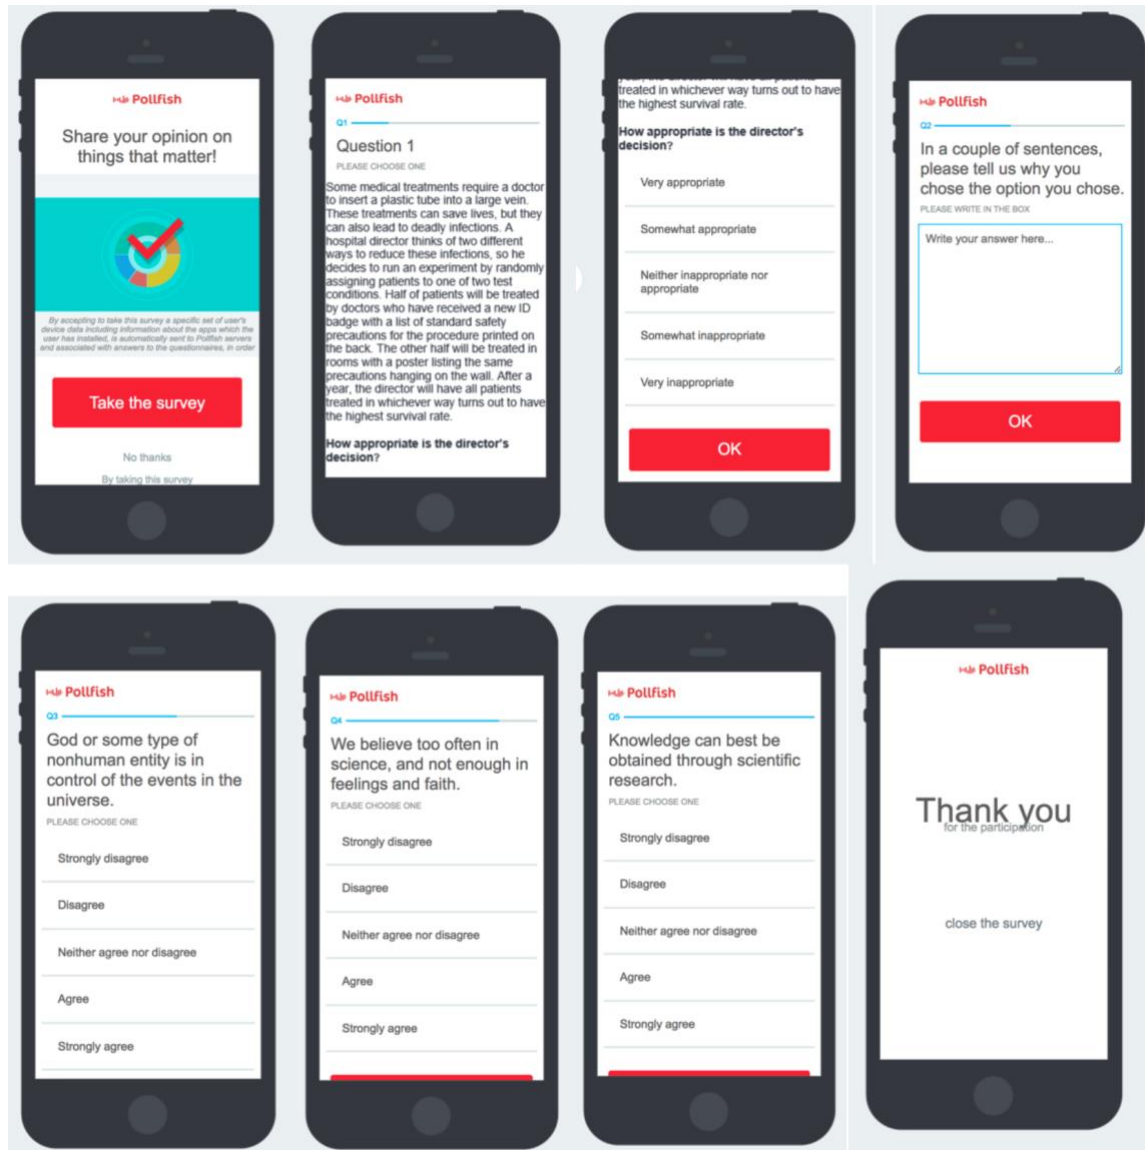 Pollfish
Share your opinion on
things that matter!
By accepting to take this survey a specific set of user's
device data including information about the apps which the
user has installed, is automatically sent to Pollfish servers
and associated with answers to the questionnaires, in order
Take the survey
No thanks
By taking this survey
Pollfish
Q1
Question 1
PLEASE CHOOSE ONE
Some medical treatments require a doctor
to insert a plastic tube into a large vein.
These treatments can save lives, but they
can also lead to deadly infections. A
hospital director thinks of two different
ways to reduce these infections, so he
decides to run an experiment by randomly
assigning patients to one of two test
conditions. Half of patients will be treated
by doctors who have received a new ID
badge with a list of standard safety
precautions for the procedure printed on
the back. The other half will be treated in
rooms with a poster listing the same
precautions hanging on the wall. After a
year, the director will have all patients
treated in whichever way turns out to have
the highest survival rate.
How appropriate is the director's
decision?
year, the director will have all patients
treated in whichever way turns out to have
the highest survival rate.
How appropriate is the director's
decision?
Very appropriate
Somewhat appropriate
Neither inappropriate nor
appropriate
Somewhat inappropriate
Very inappropriate
OK
Pollfish
Q2
In a couple of sentences,
please tell us why you
chose the option you chose.
PLEASE WRITE IN THE BOX
Write your answer here...
OK
Pollfish
Q3
God or some type of
nonhuman entity is in
control of the events in the
universe.
PLEASE CHOOSE ONE
Strongly disagree
Disagree
Neither agree nor disagree
Agree
Strongly agree
Pollfish
Q4
We believe too often in
science, and not enough in
feelings and faith.
PLEASE CHOOSE ONE
Strongly disagree
Disagree
Neither agree nor disagree
Agree
Strongly agree
Pollfish
Q5
Knowledge can best be
obtained through scientific
research.
PLEASE CHOOSE ONE
Strongly disagree
Disagree
Neither agree nor disagree
Agree
Strongly agree
Pollfish
Thank you
for the participation
close the survey